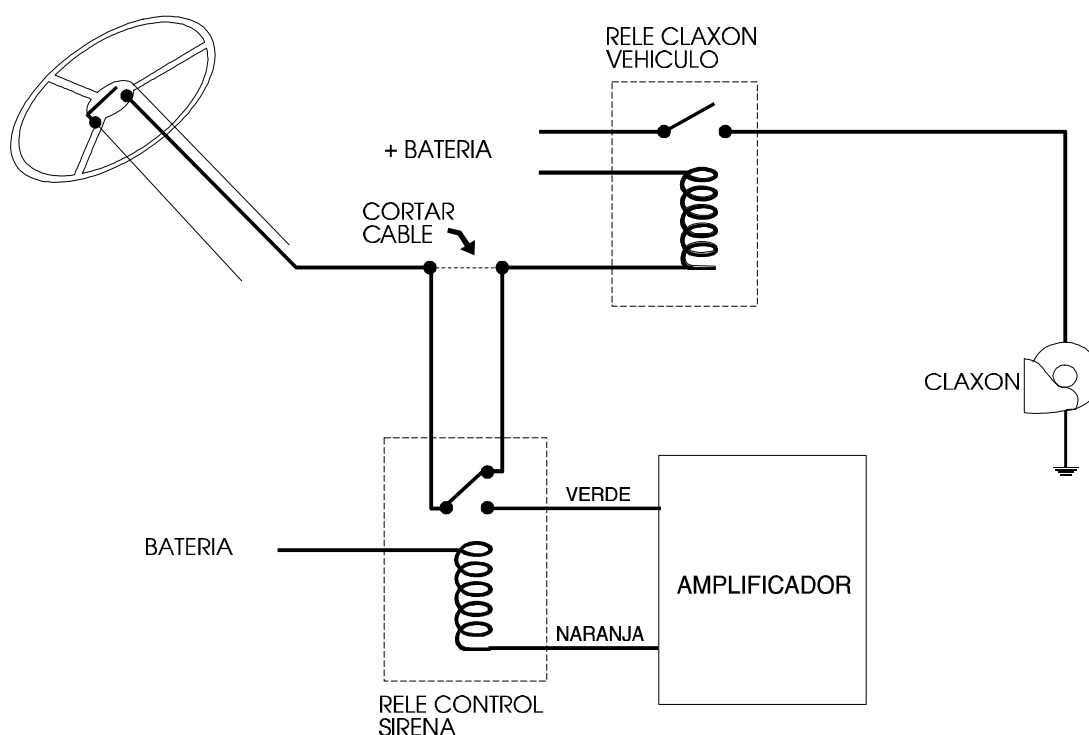 RELE CLAXON
VEHICULO
+ BATERIA
CORTAR
CABLE
CLAXON
VERDE
BATERIA
AMPLIFICADOR
NARANJA
RELE CONTROL
SIRENA